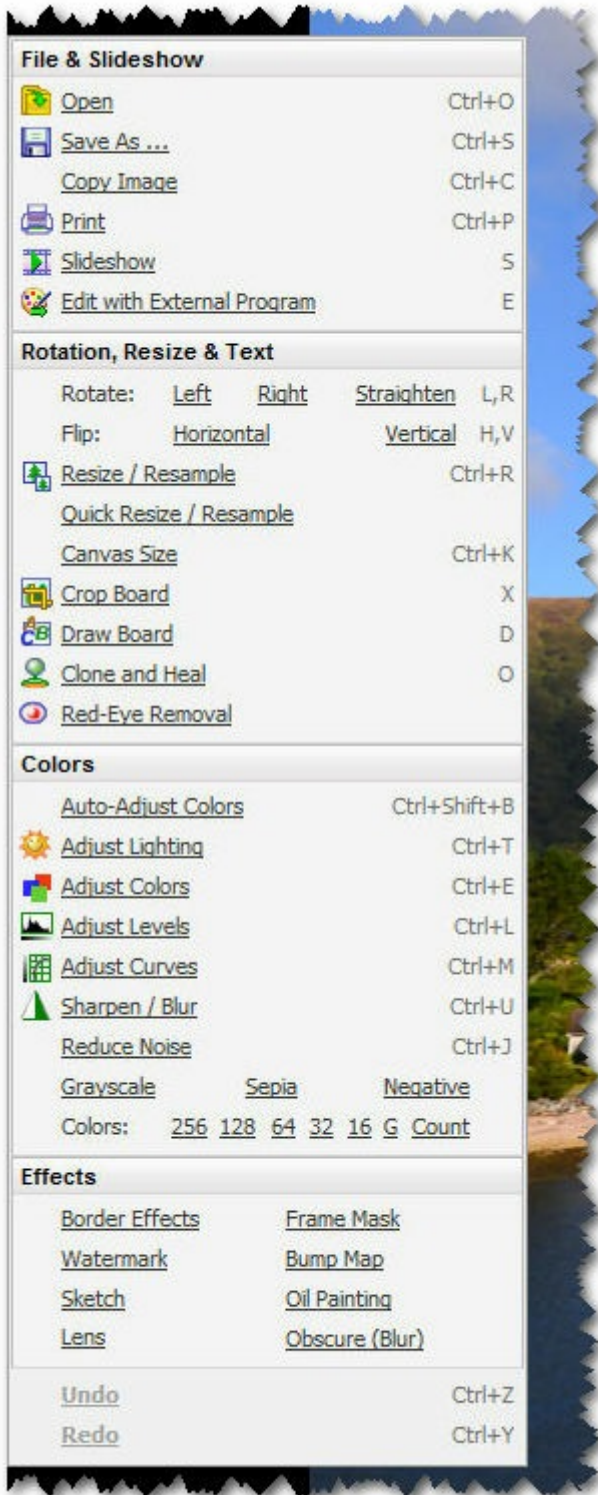 File & Slideshow
Open Ctrl+O
Save As ... Ctrl+S
Copy Image Ctrl+C
Print Ctrl+P
Slideshow S
Edit with External Program E
Rotation, Resize & Text
Rotate: Left Right Straighten L,R
Flip: Horizontal Vertical H,V
Resize / Resample Ctrl+R
Quick Resize / Resample
Canvas Size Ctrl+K
Crop Board X
Draw Board D
Clone and Heal O
Red-Eye Removal
Colors
Auto-Adjust Colors Ctrl+Shift+B
Adjust Lighting Ctrl+T
Adjust Colors Ctrl+E
Adjust Levels Ctrl+L
Adjust Curves Ctrl+M
Sharpen / Blur Ctrl+U
Reduce Noise Ctrl+J
Grayscale Sepia Negative
Colors: 256 128 64 32 16 G Count
Effects
Border Effects Frame Mask
Watermark Bump Map
Sketch Oil Painting
Lens Obscure (Blur)
Undo Ctrl+Z
Redo Ctrl+Y